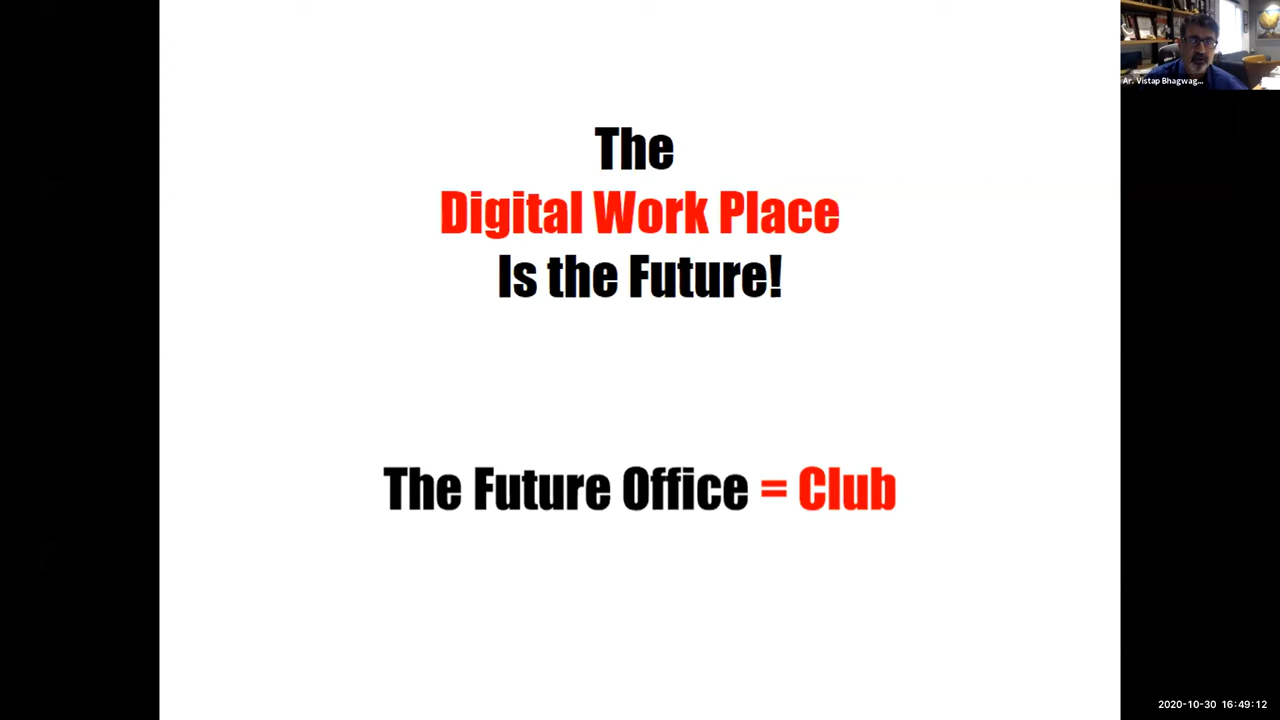 Ar. Vistap Bhagwag...
The
Digital Work Place
Is the Future!
The Future Office = Club
2020-10-30 16:49:12